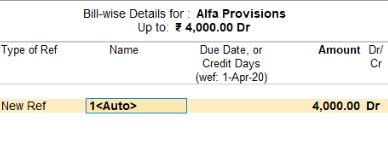 Bill-wise Details for : Alfa Provisions
Up to: ₹ 4,000.00 Dr
Type of Ref Name Due Date, or Amount Dr/
Credit Days Cr
(wef: 1-Apr-20)
New Ref 1<Auto> 4,000.00 Dr